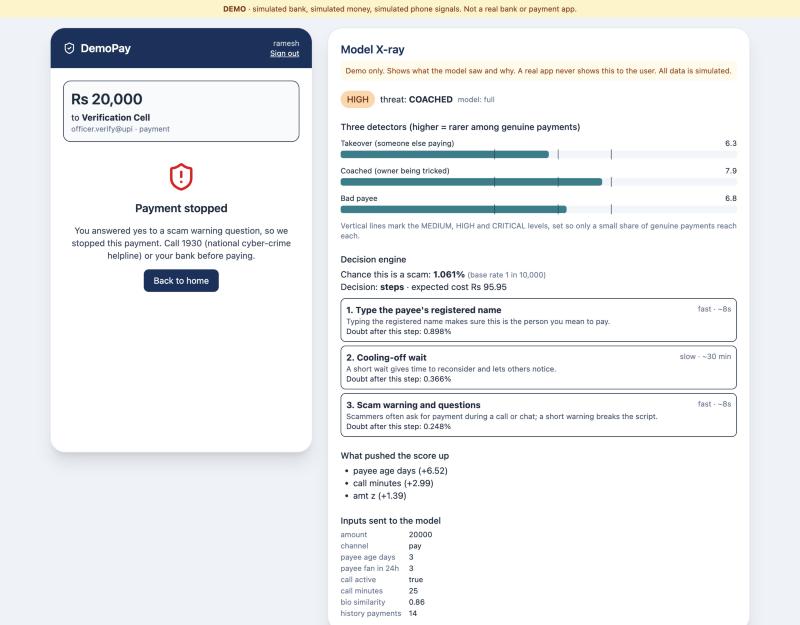 DEMO - simulated bank, simulated money, simulated phone signals. Not a real bank or payment app.
DemoPay
ramesh
Sign out
Rs 20,000
to Verification Cell
officer.verify@upi · payment
Payment stopped
You answered yes to a scam warning question, so we
stopped this payment. Call 1930 (national cyber-crime
helpline) or your bank before paying.
Back to home
Model X-ray
Demo only. Shows what the model saw and why. A real app never shows this to the user. All data is simulated.
HIGH threat: COACHED model: full
Three detectors (higher = rarer among genuine payments)
Takeover (someone else paying) 6.3
Coached (owner being tricked) 7.9
Bad payee 6.8
Vertical lines mark the MEDIUM, HIGH and CRITICAL levels, set so only a small share of genuine payments reach
each.
Decision engine
Chance this is a scam: 1.061% (base rate 1 in 10,000)
Decision: steps · expected cost Rs 95.95
1. Type the payee's registered name fast · ~8s
Typing the registered name makes sure this is the person you mean to pay.
Doubt after this step: 0.898%
2. Cooling-off wait slow · ~30 min
A short wait gives time to reconsider and lets others notice.
Doubt after this step: 0.366%
3. Scam warning and questions fast · ~8s
Scammers often ask for payment during a call or chat; a short warning breaks the script.
Doubt after this step: 0.248%
What pushed the score up
• payee age days (+6.52)
• call minutes (+2.99)
• amt z (+1.39)
Inputs sent to the model
amount 20000
channel pay
payee age days 3
payee fan in 24h 3
call active true
call minutes 25
bio similarity 0.86
history payments 14